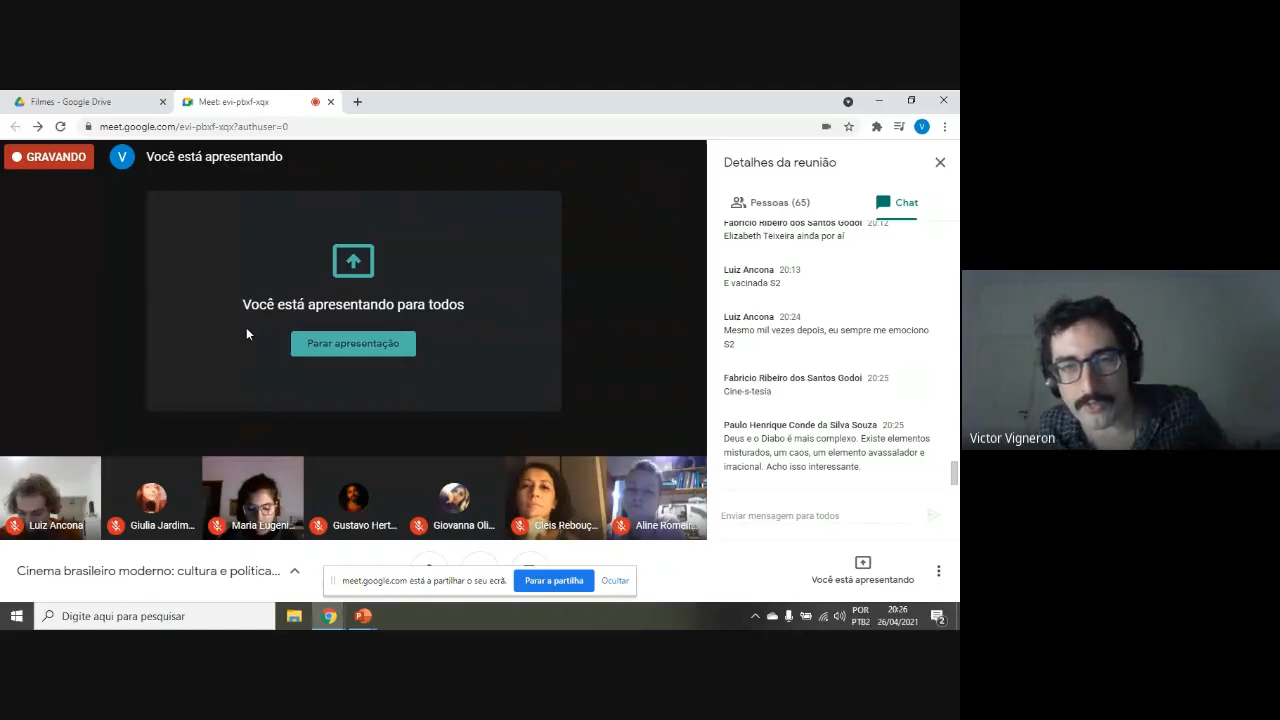 Filmes - Google Drive
Meet: evi-pbxf-xqx
meet.google.com/evi-pbxf-xqx?authuser=0
V
GRAVANDO
V
Você está apresentando
Você está apresentando para todos
Parar apresentação
Detalhes da reunião
Pessoas (65)
Chat
Fabricio Ribeiro dos Santos Godoi 20:12
Elizabeth Teixeira ainda por aí
Luiz Ancona 20:13
E vacinada S2
Luiz Ancona 20:24
Mesmo mil vezes depois, eu sempre me emociono
S2
Fabricio Ribeiro dos Santos Godoi 20:25
Cine-s-tesia
Paulo Henrique Conde da Silva Souza 20:25
Deus e o Diabo é mais complexo. Existe elementos
misturados, um caos, um elemento avassalador e
irracional. Acho isso interessante.
Enviar mensagem para todos
Victor Vigneron
Luiz Ancona
Giulia Jardim...
Maria Eugeni...
Gustavo Hert...
Giovanna Oli...
Cleis Rebouç...
Aline Romeir...
Cinema brasileiro moderno: cultura e política...
meet.google.com está a partilhar o seu ecrã.
Parar a partilha
Ocultar
Você está apresentando
Digite aqui para pesquisar
POR
PTB2
20:26
26/04/2021
2